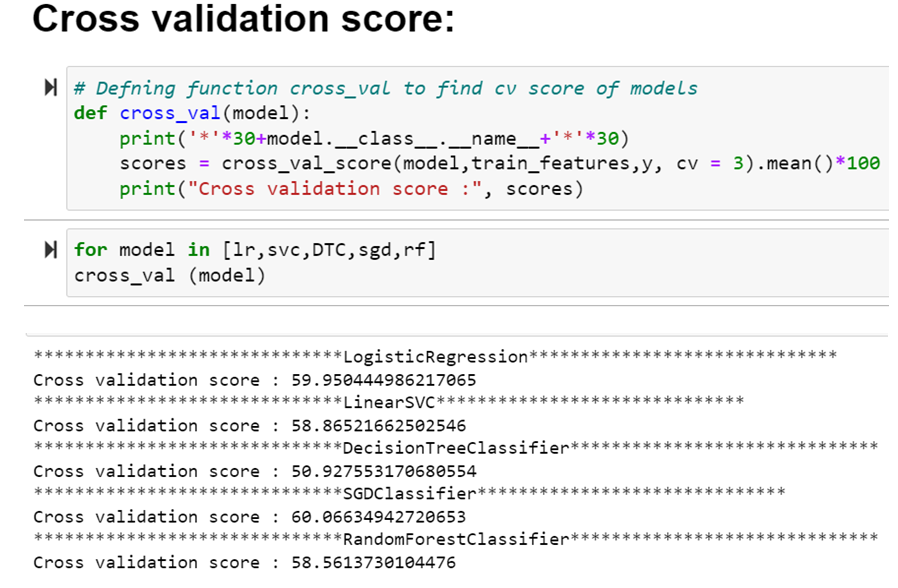 Cross validation score:
# Defning function cross_val to find cv score of models
def cross_val(model):
    print('*'*30+model.__class__.__name__+'*'*30)
    scores = cross_val_score(model,train_features,y, cv = 3).mean()*100
    print("Cross validation score :", scores)
for model in [lr,svc,DTC,sgd,rf]
cross_val (model)
******************************LogisticRegression******************************
Cross validation score : 59.950444986217065
******************************LinearSVC******************************
Cross validation score : 58.86521662502546
******************************DecisionTreeClassifier******************************
Cross validation score : 50.927553170680554
******************************SGDClassifier******************************
Cross validation score : 60.06634942720653
******************************RandomForestClassifier******************************
Cross validation score : 58.5613730104476